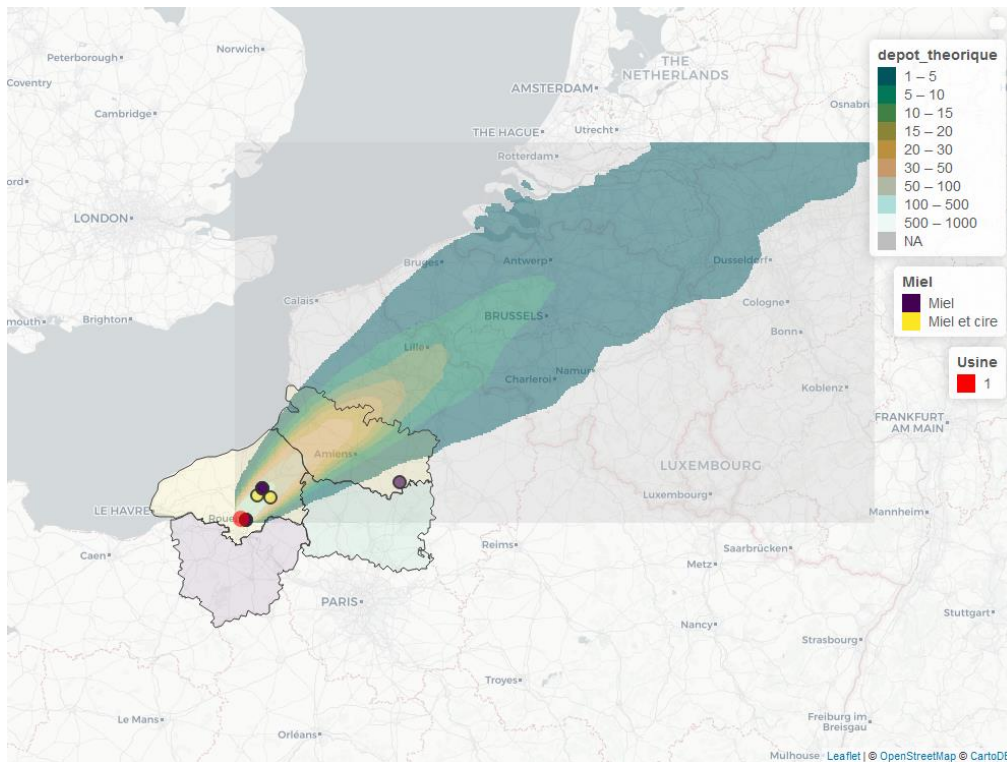 Norwich
Peterborough
Coventry
Cambridge
THE
NETHERLANDS
AMSTERDAM
THE HAGUE
Utrecht
Rotterdam
LONDON
Brighton
Calais
Bruges
Antwerp
Dusseldorf
Cologne
BRUSSELS
Bonn
Lille
Charleroi
Namur
Koblenz
FRANKFURT
AM MAIN
Amiens
LUXEMBOURG
Luxembourg
LE HAVRE
Mannheim
Caen
Reims
Saarbrücken
Metz
PARIS
Stuttgart
Nancy
Strasbourg
Troyes
Le Mans
Orléans
Freiburg im
Breisgau
Mulhouse
depot_theorique
1 – 5
5 – 10
10 – 15
15 – 20
20 – 30
30 – 50
50 – 100
100 – 500
500 – 1000
NA
Miel
Miel
Miel et cire
Usine
1
Leaflet | © OpenStreetMap © CartoDB